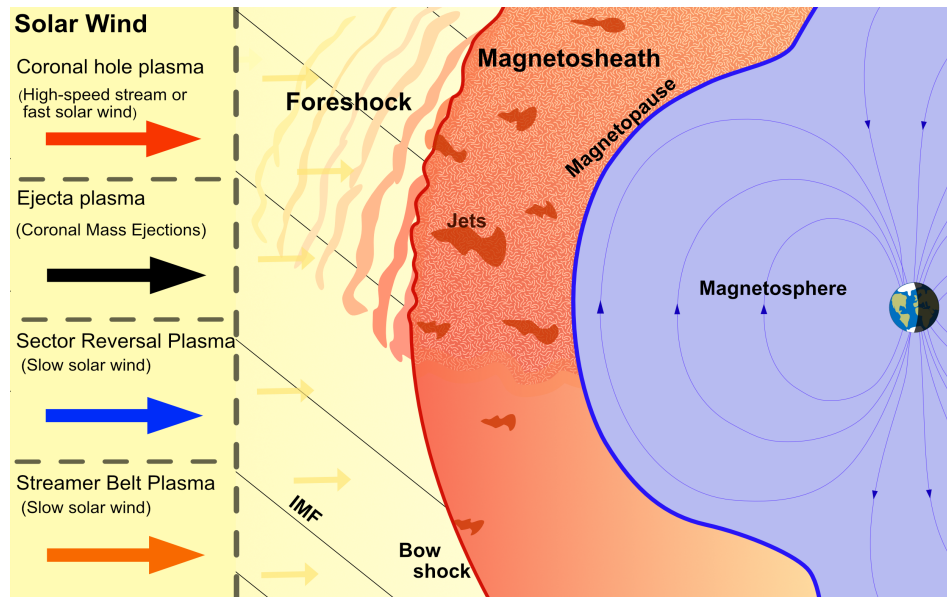 Solar Wind
Coronal hole plasma
(High-speed stream or
fast solar wind)
Ejecta plasma
(Coronal Mass Ejections)
Sector Reversal Plasma
(Slow solar wind)
Streamer Belt Plasma
(Slow solar wind)
Foreshock
IMF
Bow
shock
Magnetosheath
Jets
Magnetopause
Magnetosphere